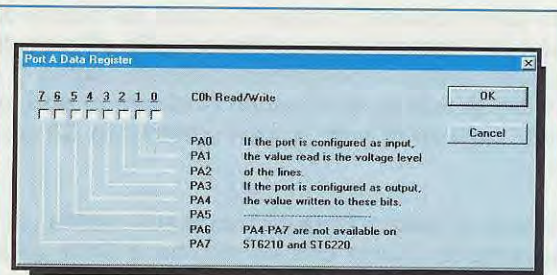 Port A Data Register
7 6 5 4 3 2 1 0
C0h Read/Write
OK
Cancel
PA0 If the port is configured as input,
PA1 the value read is the voltage level
PA2 of the lines.
PA3 If the port is configured as output,
PA4 the value written to these bits.
PA5 ------------------------------
PA6 PA4-PA7 are not available on
PA7 ST6210 and ST6220.